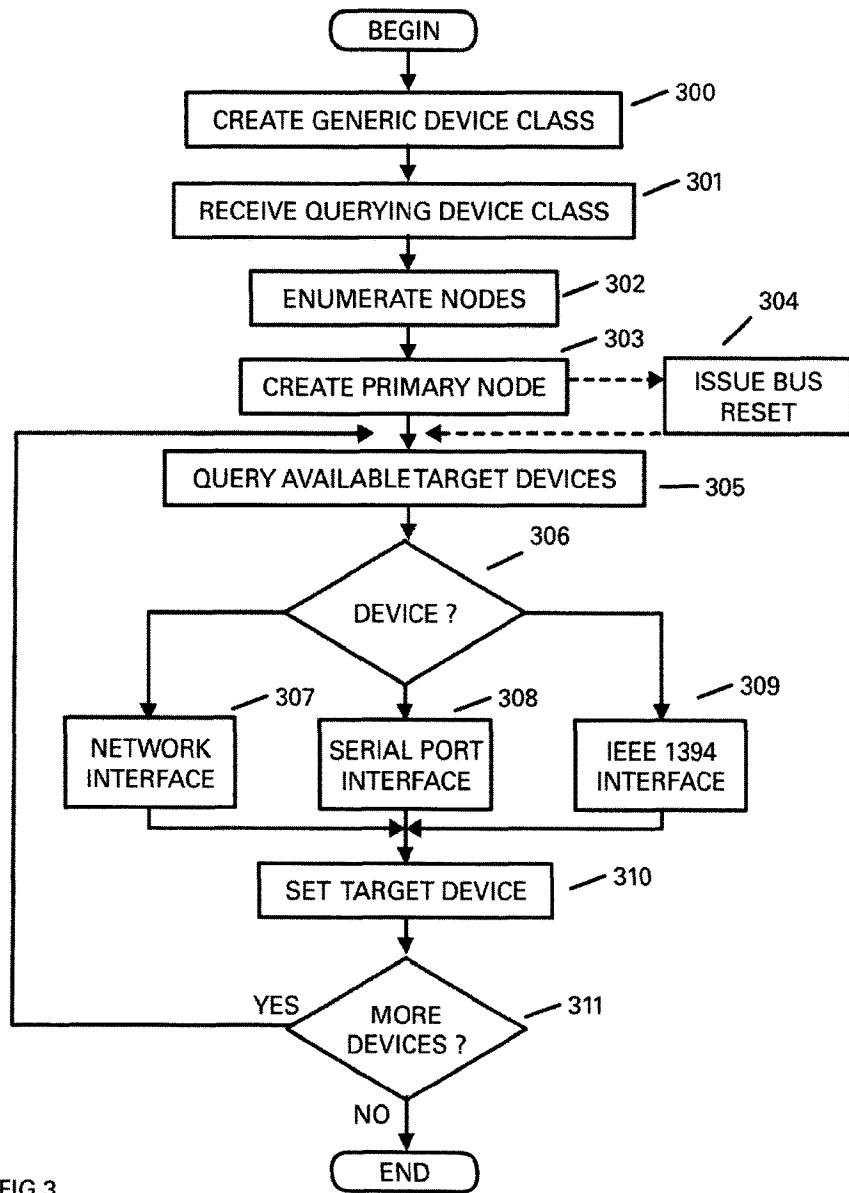 BEGIN
300
CREATE GENERIC DEVICE CLASS
301
RECEIVE QUERYING DEVICE CLASS
302
ENUMERATE NODES
303
304
CREATE PRIMARY NODE
ISSUE BUS
RESET
QUERY AVAILABLE TARGET DEVICES
305
306
DEVICE ?
307
308
309
NETWORK
INTERFACE
SERIAL PORT
INTERFACE
IEEE 1394
INTERFACE
SET TARGET DEVICE
310
YES
MORE
DEVICES ?
311
NO
END
FIG 3